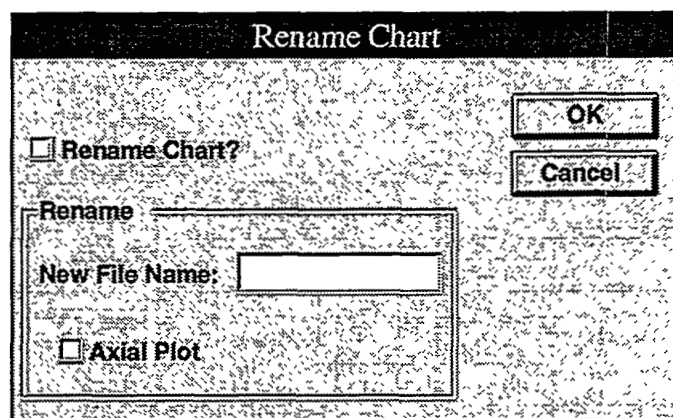 Rename Chart
OK
Rename Chart?
Cancel
Rename
New File Name:
Axial Plot